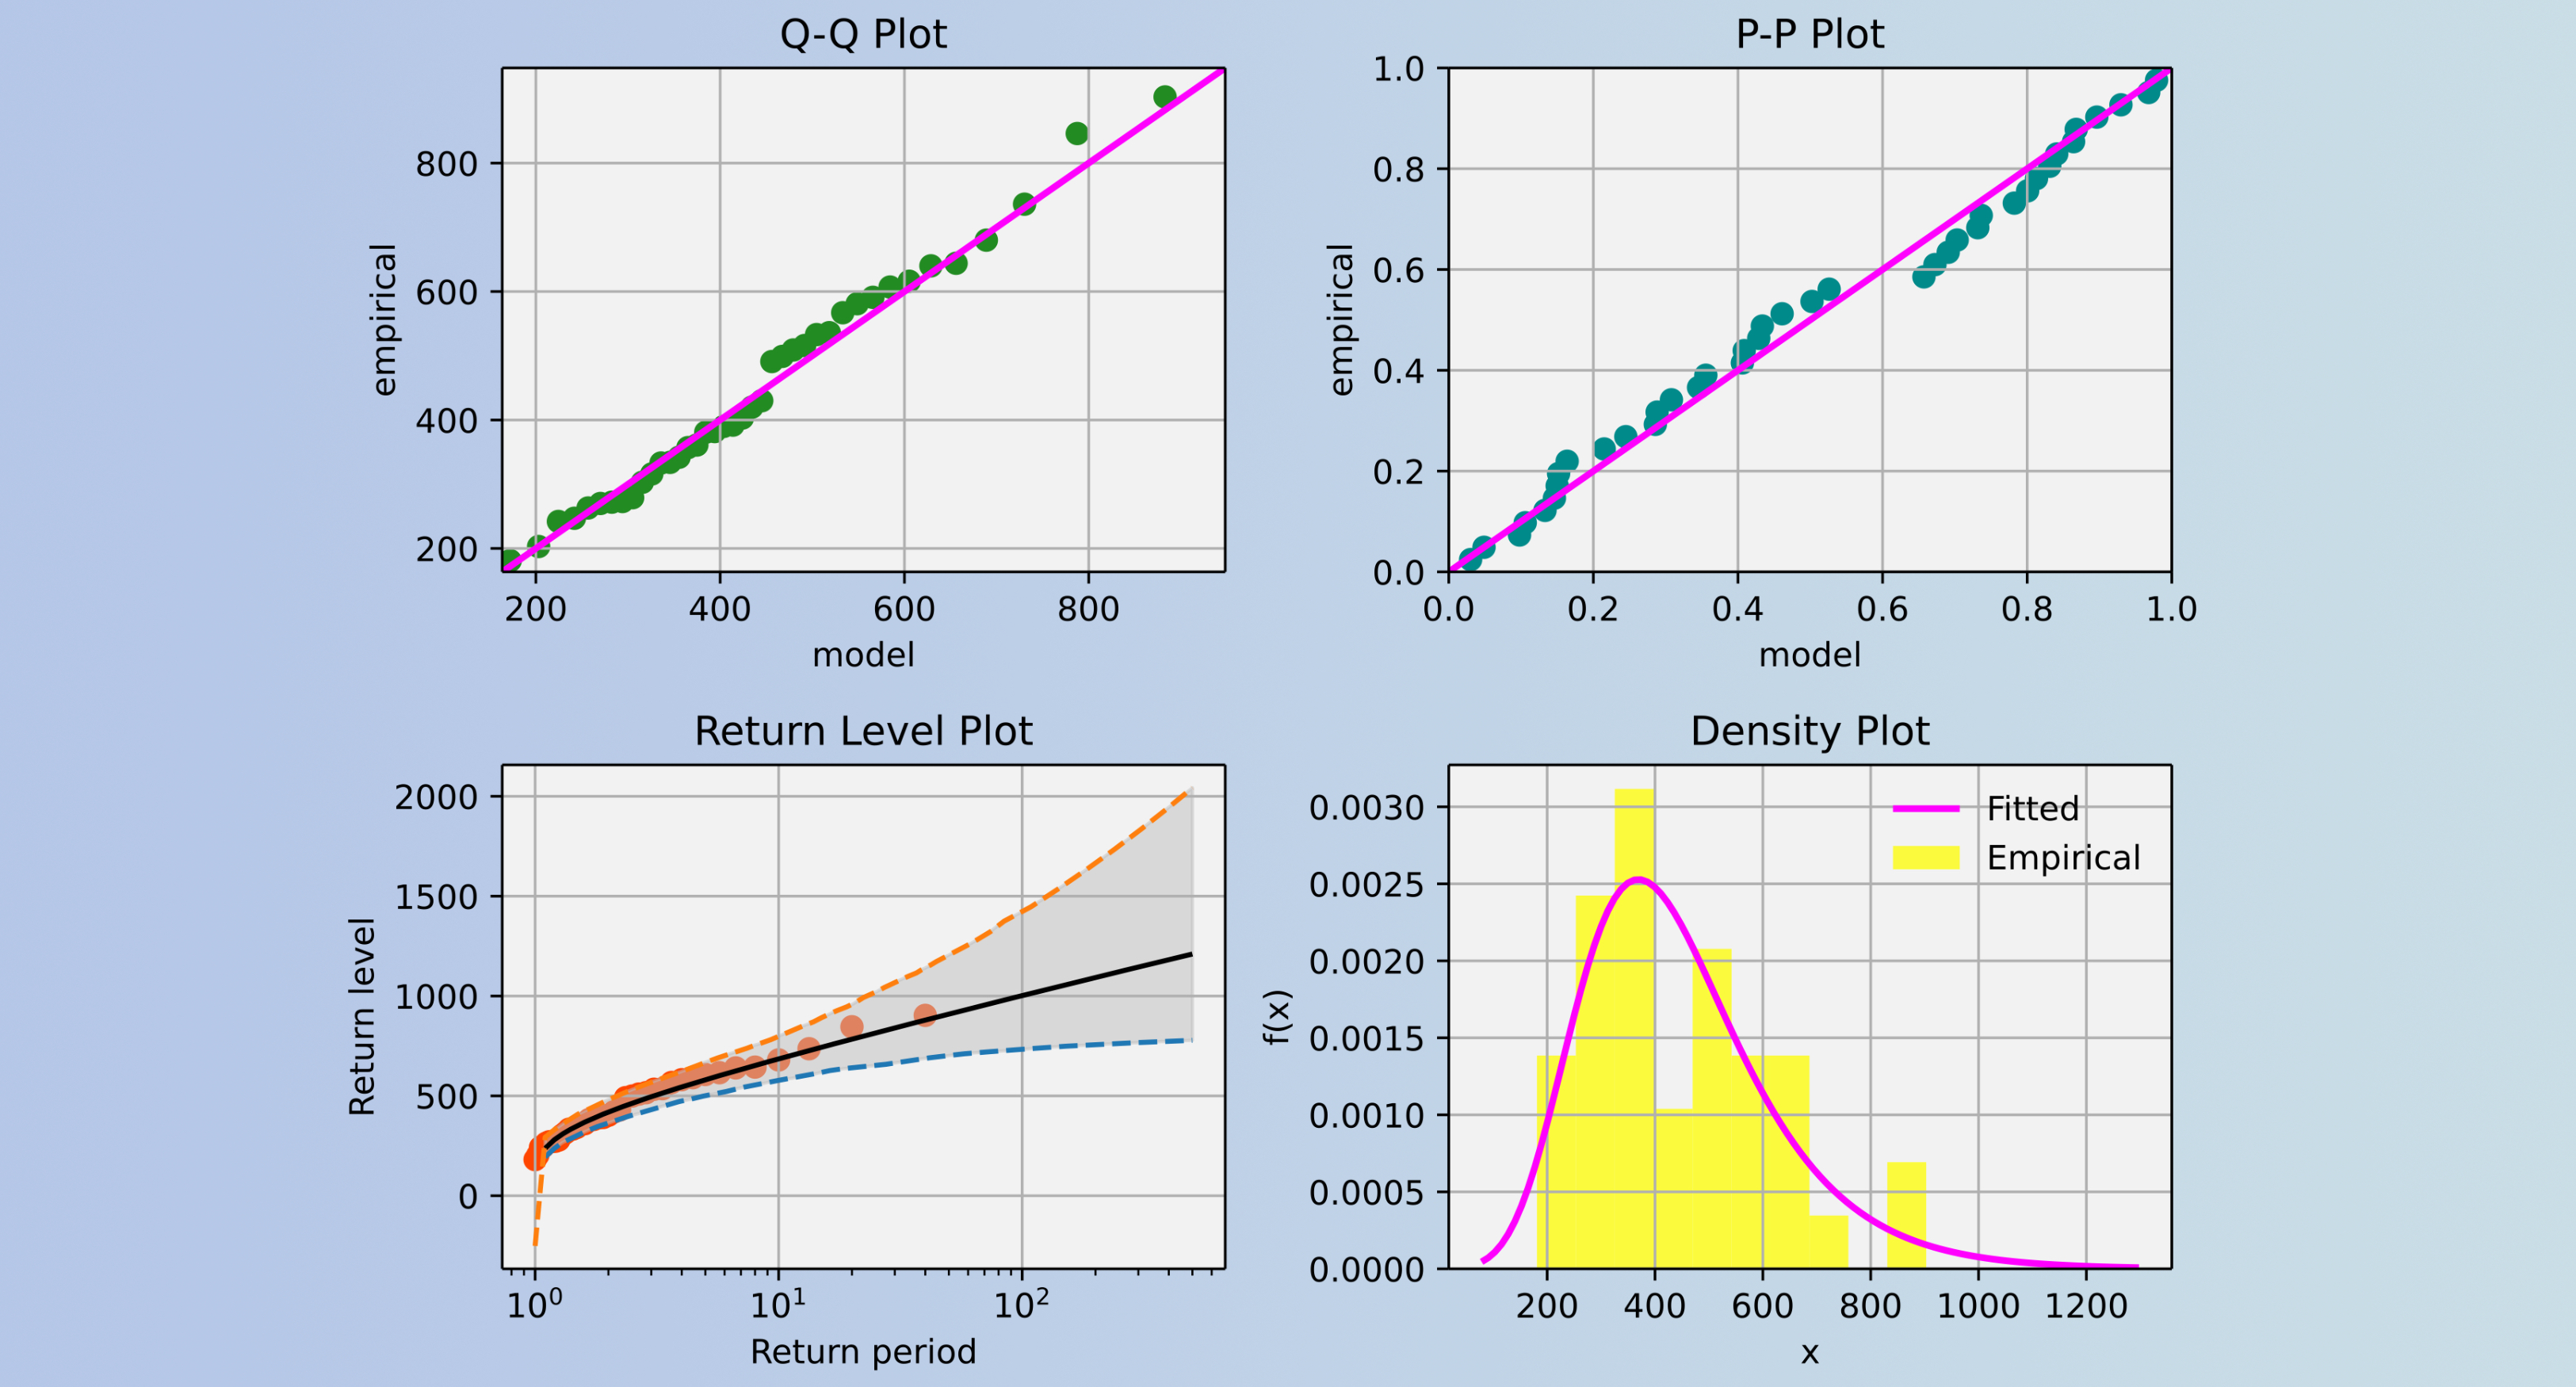 Q-Q Plot
800
600
400
200
empirical
200 400 600 800
model
P-P Plot
1.0
0.8
0.6
0.4
0.2
0.0
empirical
0.0 0.2 0.4 0.6 0.8 1.0
model
Return Level Plot
2000
1500
1000
500
0
Return level
10⁰ 10¹ 10²
Return period
Density Plot
0.0030
0.0025
0.0020
0.0015
0.0010
0.0005
0.0000
f(x)
Fitted
Empirical
200 400 600 800 1000 1200
x